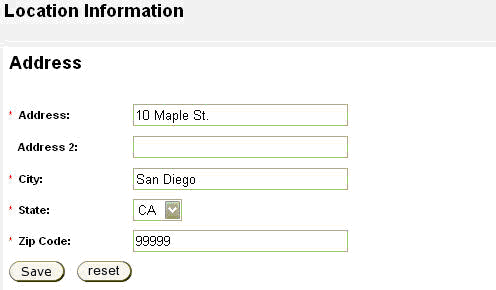 Location Information
Address
* Address: 10 Maple St.
Address 2:
* City: San Diego
* State: CA
* Zip Code: 99999
Save reset